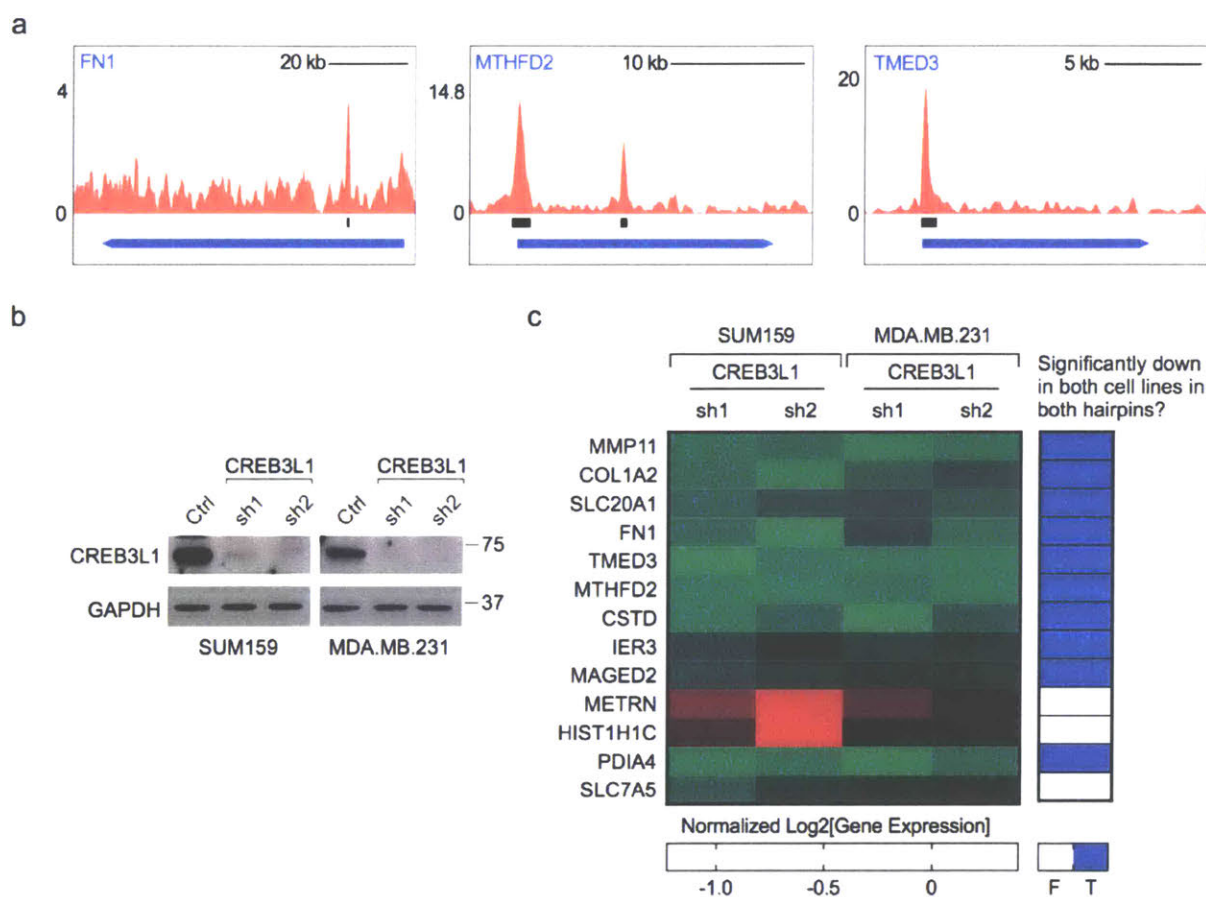 a
FN1 20 kb
4
0
MTHFD2 10 kb
14.8
0
TMED3 5 kb
20
0
b
CREB3L1 CREB3L1
Ctrl sh1 sh2 Ctrl sh1 sh2
CREB3L1 75
GAPDH 37
SUM159 MDA.MB.231
c
SUM159 MDA.MB.231
CREB3L1 CREB3L1
sh1 sh2 sh1 sh2
Significantly down
in both cell lines in
both hairpins?
MMP11
COL1A2
SLC20A1
FN1
TMED3
MTHFD2
CSTD
IER3
MAGED2
METRN
HIST1H1C
PDIA4
SLC7A5
Normalized Log2[Gene Expression]
-1.0 -0.5 0
F T